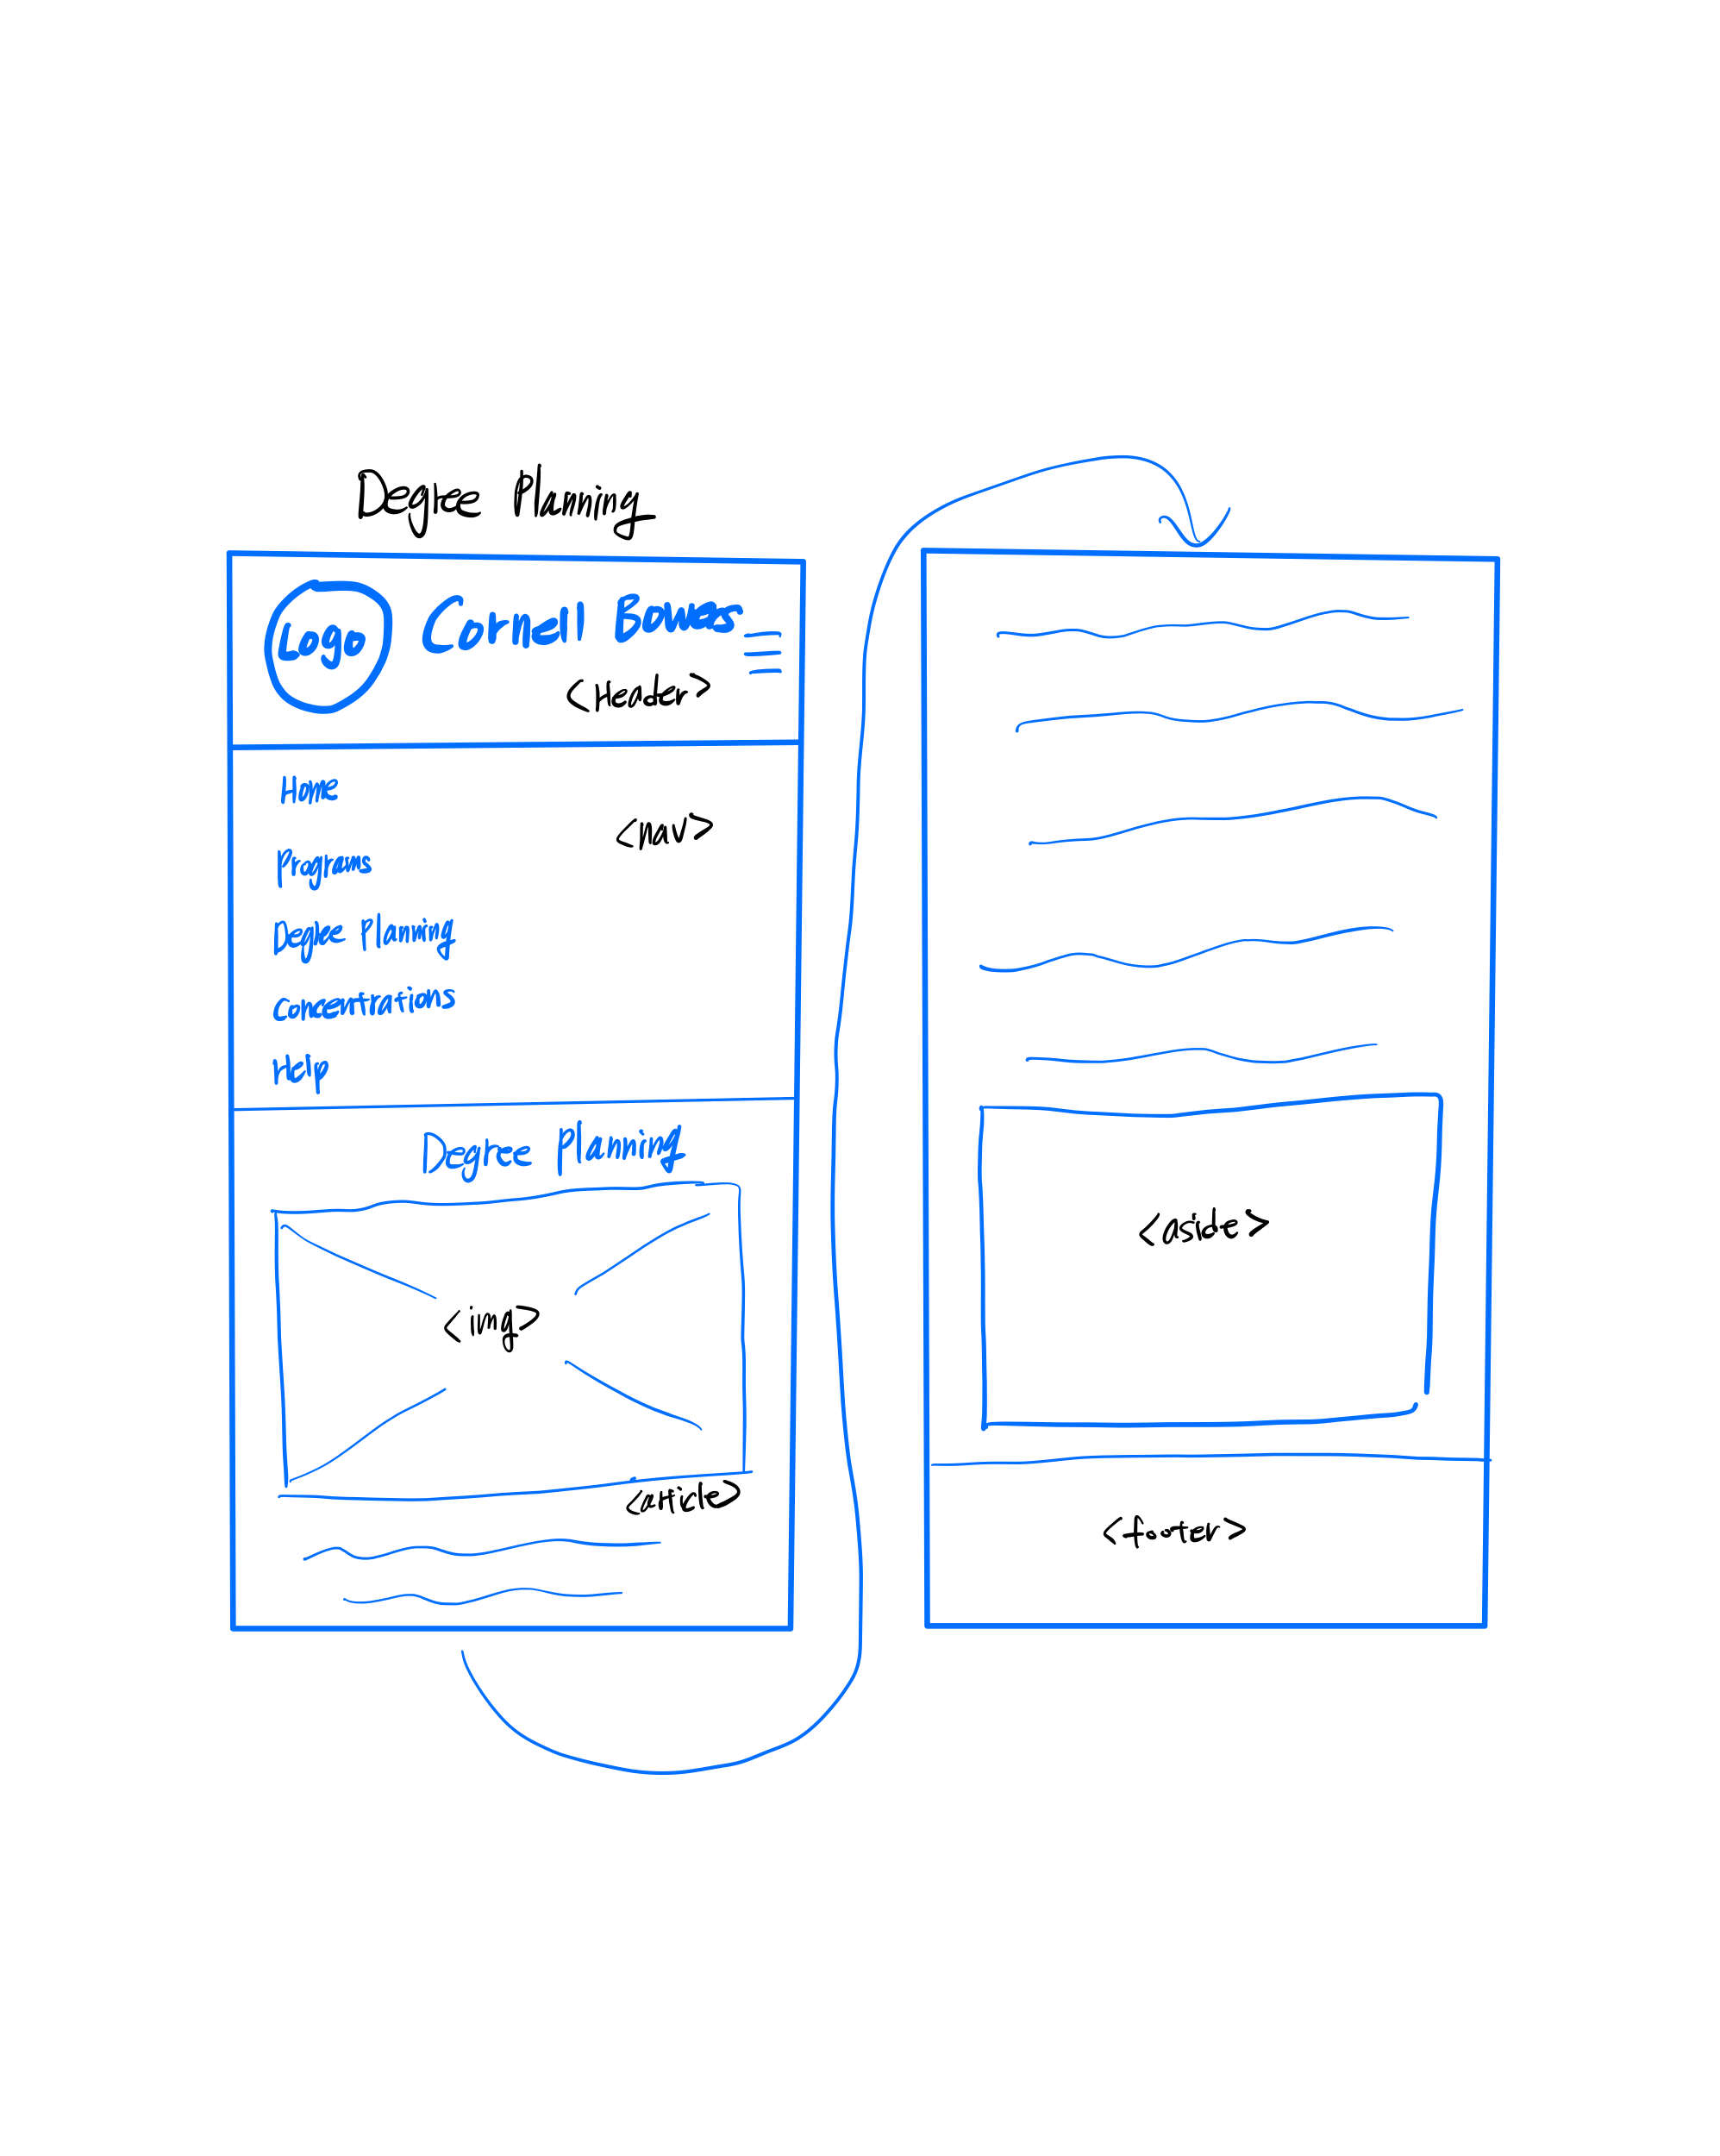 Degree Planning
Logo
Cornell Bowers
<Header>
Home
<nav>
Programs
Degree Planning
Concentrations
Help
Degree Planning
<img>
<article>
<aside>
<footer>